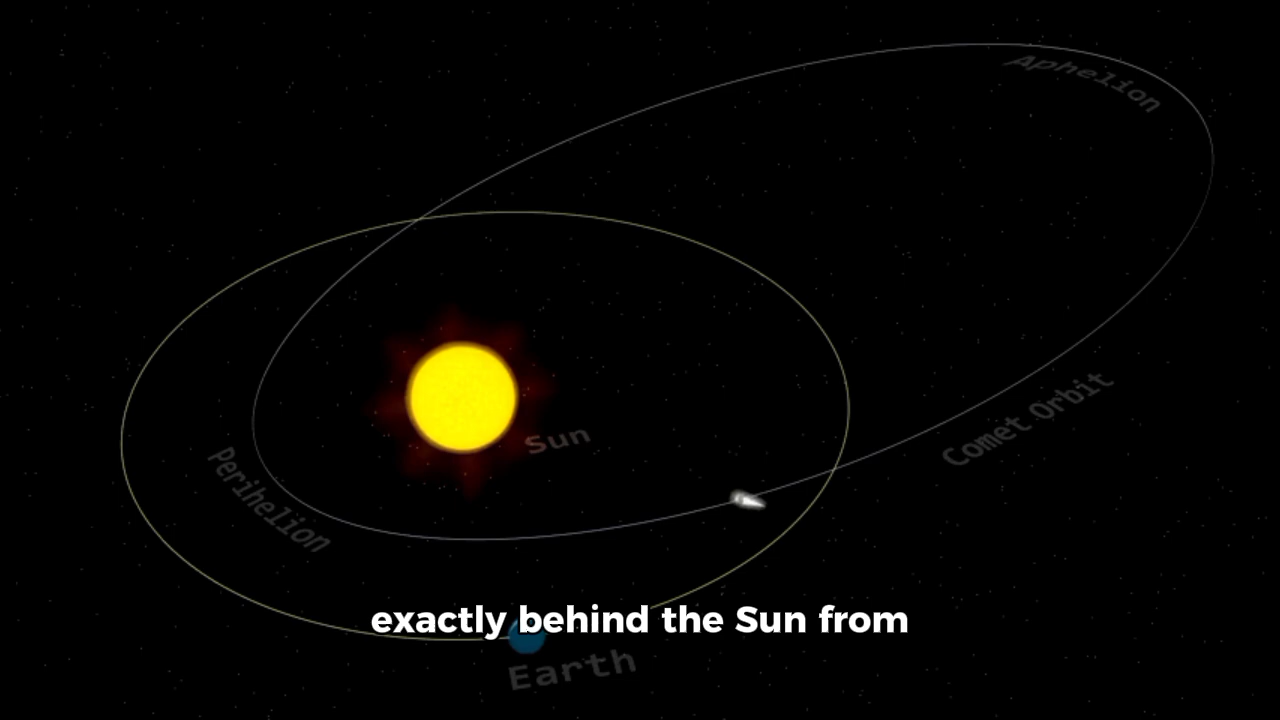 Aphelion
Comet Orbit
Sun
Perihelion
exactly behind the Sun from
Earth